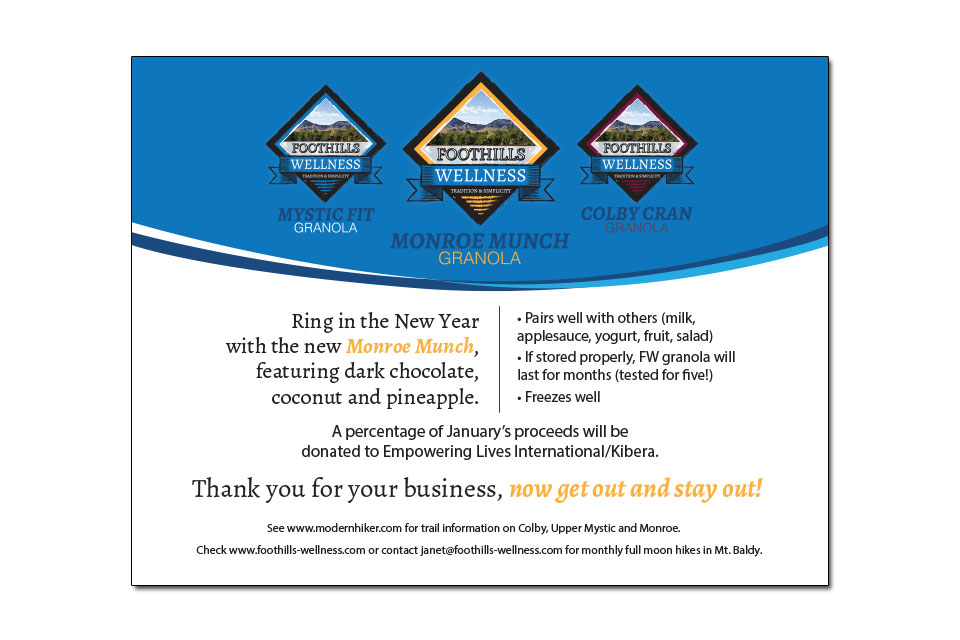 FOOTHILLS
WELLNESS
TRADITION & SIMPLICITY
MYSTIC FIT
GRANOLA
FOOTHILLS
WELLNESS
TRADITION & SIMPLICITY
MONROE MUNCH
GRANOLA
FOOTHILLS
WELLNESS
TRADITION & SIMPLICITY
COLBY CRAN
GRANOLA
Ring in the New Year
with the new Monroe Munch,
featuring dark chocolate,
coconut and pineapple.
• Pairs well with others (milk,
applesauce, yogurt, fruit, salad)
• If stored properly, FW granola will
last for months (tested for five!)
• Freezes well
A percentage of January’s proceeds will be
donated to Empowering Lives International/Kibera.
Thank you for your business, now get out and stay out!
See www.modernhiker.com for trail information on Colby, Upper Mystic and Monroe.
Check www.foothills-wellness.com or contact janet@foothills-wellness.com for monthly full moon hikes in Mt. Baldy.